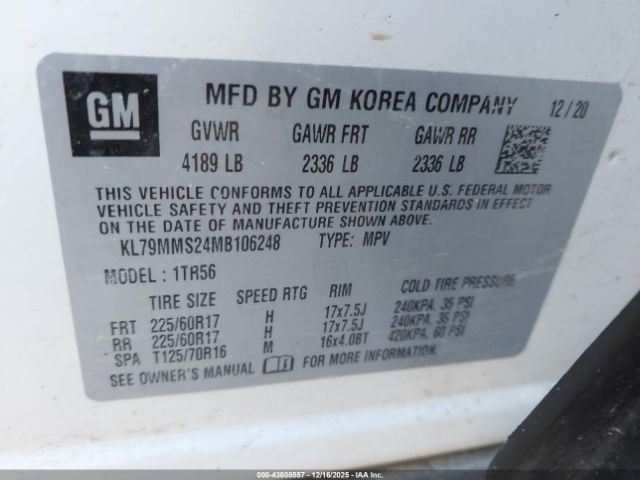 GM
MFD BY GM KOREA COMPANY 12/20
GVWR GAWR FRT GAWR RR
4189 LB 2336 LB 2336 LB
THIS VEHICLE CONFORMS TO ALL APPLICABLE U.S. FEDERAL MOTOR
VEHICLE SAFETY AND THEFT PREVENTION STANDARDS IN EFFECT
ON THE DATE OF MANUFACTURE SHOWN ABOVE.
KL79MMS24MB106248 TYPE: MPV
MODEL: 1TR56
TIRE SIZE SPEED RTG RIM COLD TIRE PRESSURE
FRT 225/60R17 H 17x7.5J 240KPA, 35 PSI
RR 225/60R17 H 17x7.5J 240KPA, 35 PSI
SPA T125/70R16 M 16x4.0BT 420KPA, 60 PSI
SEE OWNER'S MANUAL FOR MORE INFORMATION.
000-43808557 - 12/16/2025 - IAA Inc.